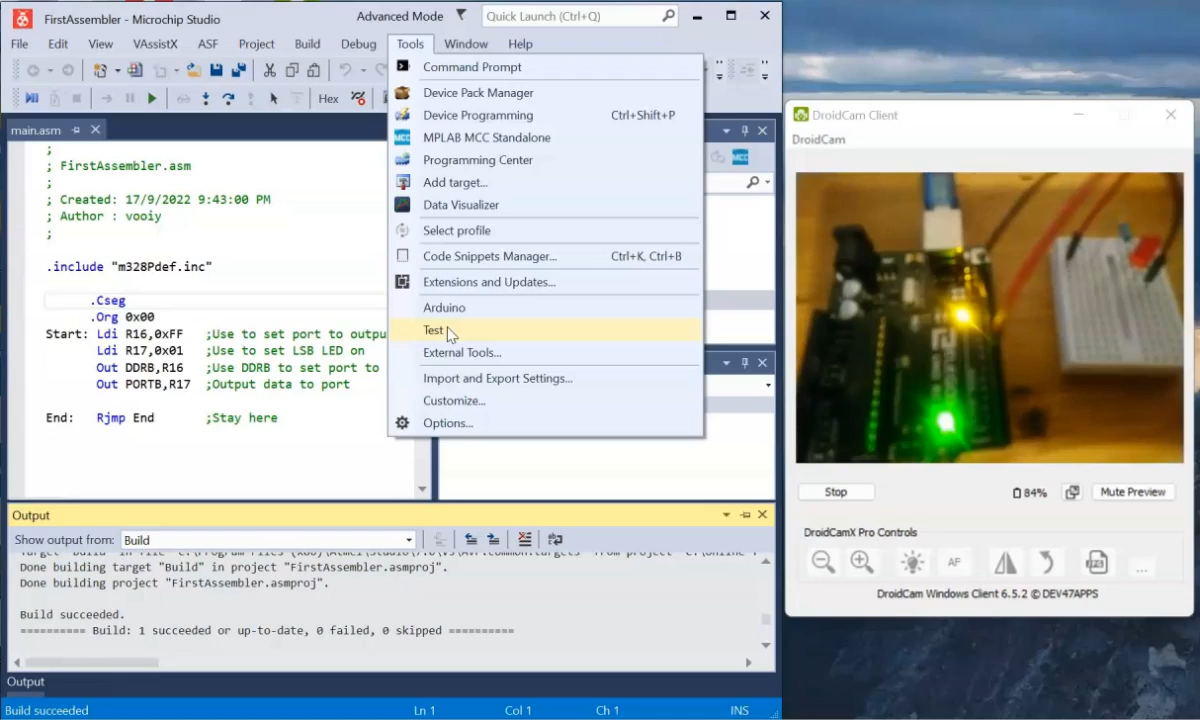 FirstAssembler - Microchip Studio
Advanced Mode
Quick Launch (Ctrl+Q)
File Edit View VAssistX ASF Project Build Debug Tools Window Help
Hex
Command Prompt
Device Pack Manager
Device Programming Ctrl+Shift+P
MPLAB MCC Standalone
Programming Center
Add target...
Data Visualizer
Select profile
Code Snippets Manager... Ctrl+K, Ctrl+B
Extensions and Updates...
Arduino
Test
External Tools...
Import and Export Settings...
Customize...
Options...
MCC
main.asm
;
; FirstAssembler.asm
;
; Created: 17/9/2022 9:43:00 PM
; Author : vooiy
;
.include "m328Pdef.inc"
.Cseg
.Org 0x00
Start: Ldi R16,0xFF ;Use to set port to outpu
Ldi R17,0x01 ;Use to set LSB LED on
Out DDRB,R16 ;Use DDRB to set port to
Out PORTB,R17 ;Output data to port
End: Rjmp End ;Stay here
Output
Show output from: Build
Done building target "Build" in project "FirstAssembler.asmproj".
Done building project "FirstAssembler.asmproj".
Build succeeded.
========== Build: 1 succeeded or up-to-date, 0 failed, 0 skipped ==========
Output
Build succeeded Ln 1 Col 1 Ch 1 INS
DroidCam Client
DroidCam
Stop 84% Mute Preview
DroidCamX Pro Controls
AF
...
DroidCam Windows Client 6.5.2 © DEV47APPS